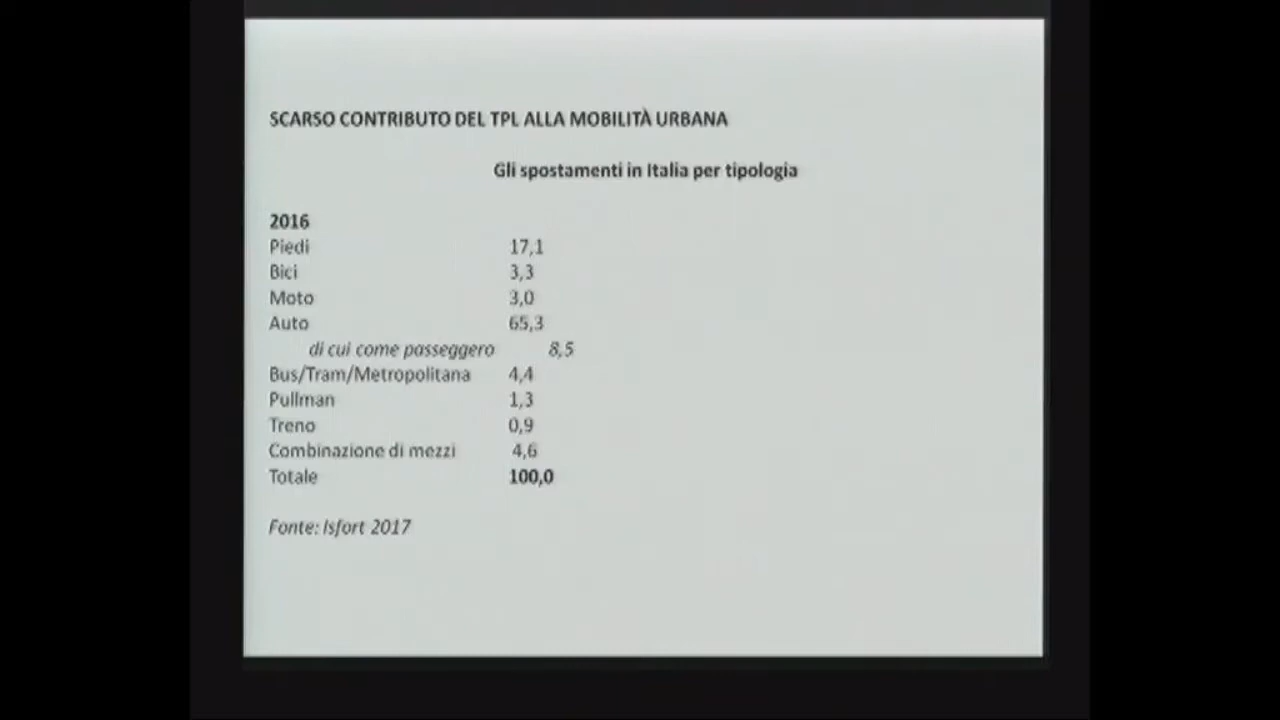 SCARSO CONTRIBUTO DEL TPL ALLA MOBILITÀ URBANA
Gli spostamenti in Italia per tipologia
2016
Piedi 17,1
Bici 3,3
Moto 3,0
Auto 65,3
di cui come passeggero 8,5
Bus/Tram/Metropolitana 4,4
Pullman 1,3
Treno 0,9
Combinazione di mezzi 4,6
Totale 100,0
Fonte: Isfort 2017